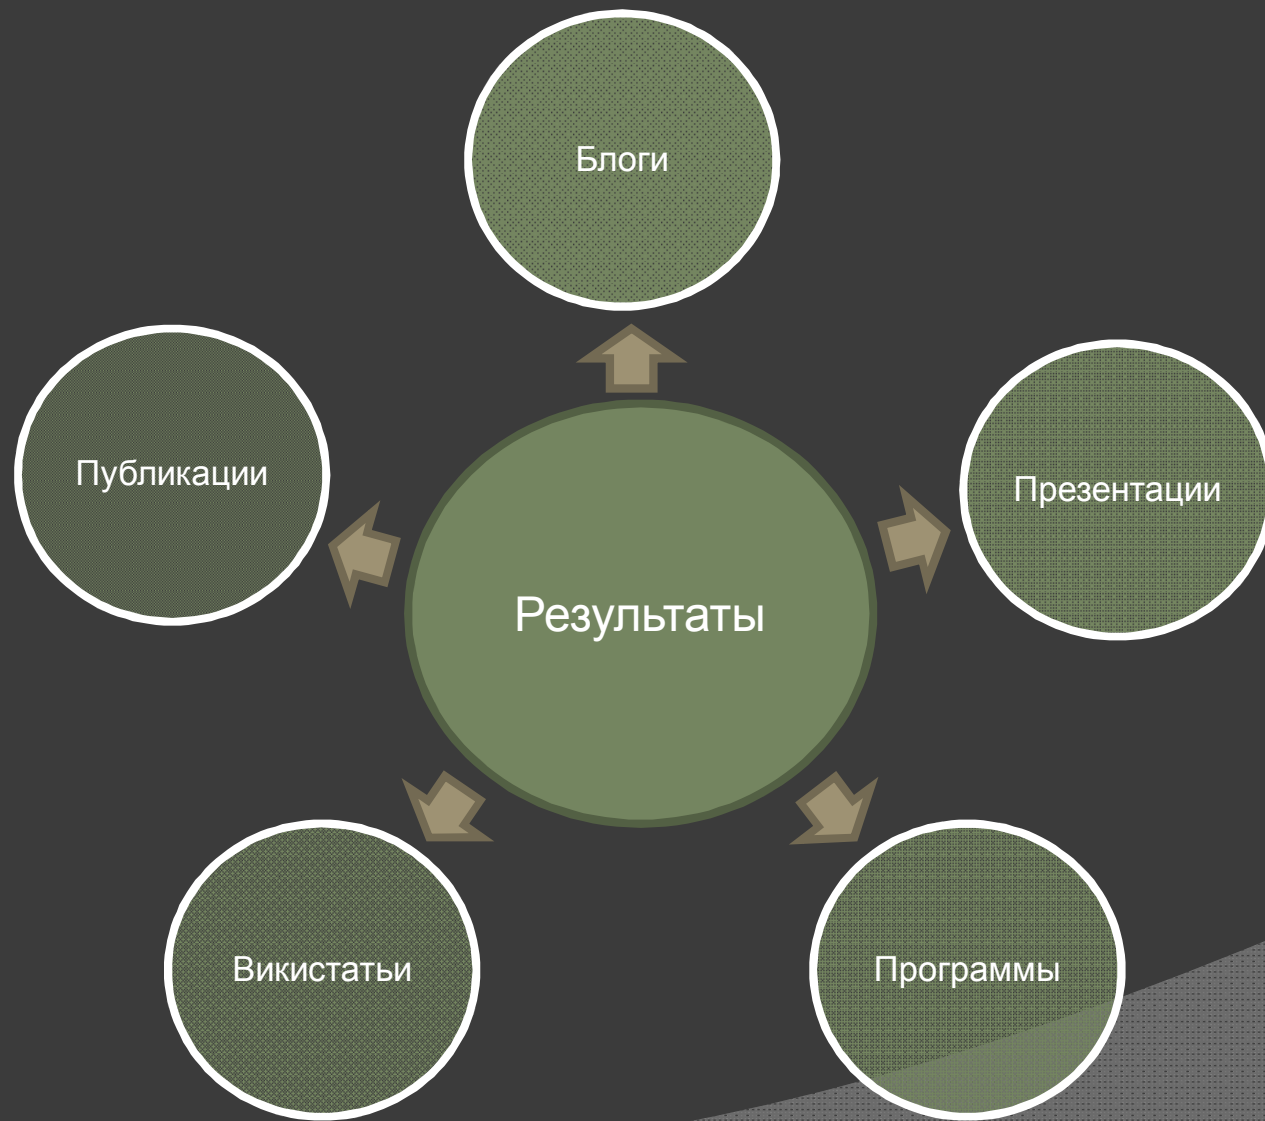 Блоги
Публикации
Презентации
Результаты
Викистатьи
Программы